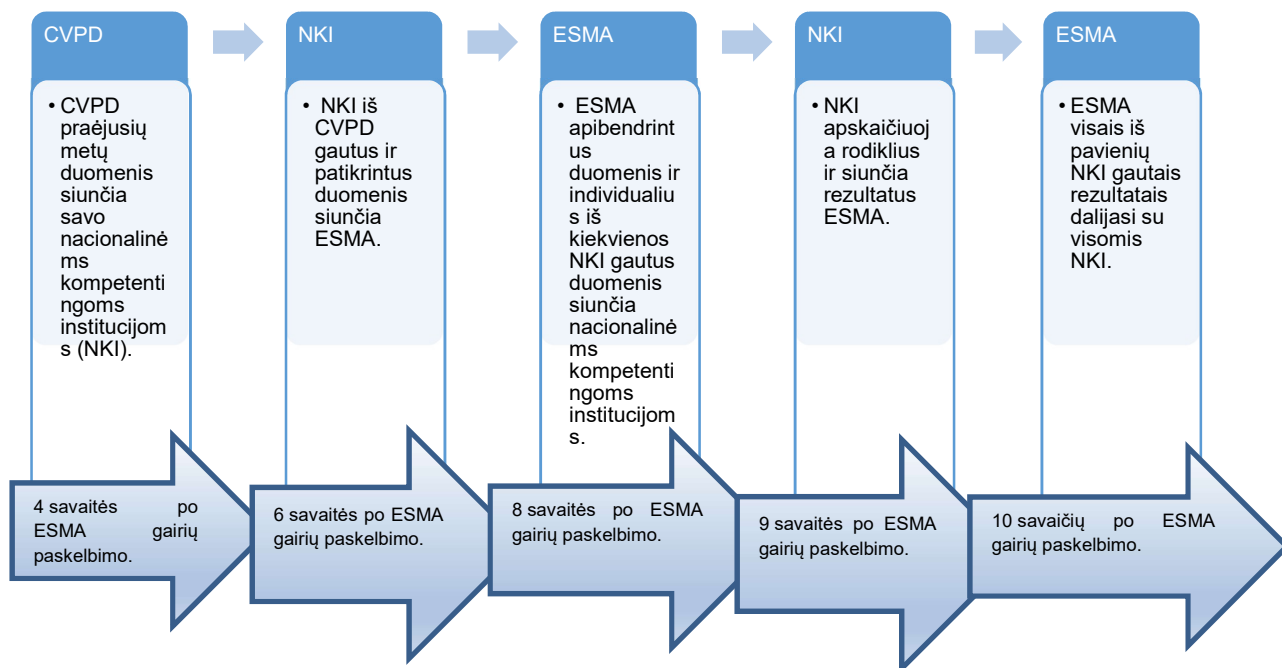 CVPD
• CVPD
praėjusių
metų
duomenis
siunčia
savo
nacionalinė
ms
kompetenti
ngoms
institucijom
s (NKI).
4 savaitės po
ESMA gairių
paskelbimo.
NKI
• NKI iš
CVPD
gautus ir
patikrintus
duomenis
siunčia
ESMA.
6 savaitės po ESMA
gairių paskelbimo.
ESMA
• ESMA
apibendrint
us
duomenis ir
individualiu
s iš
kiekvienos
NKI gautus
duomenis
siunčia
nacionalinė
ms
kompetenti
ngoms
institucijom
s.
8 savaitės po ESMA
gairių paskelbimo.
NKI
• NKI
apskaičiuoj
a rodiklius
ir siunčia
rezultatus
ESMA.
9 savaitės po ESMA
gairių paskelbimo.
ESMA
• ESMA
visais iš
pavienių
NKI gautais
rezultatais
dalijasi su
visomis
NKI.
10 savaičių po ESMA
gairių paskelbimo.